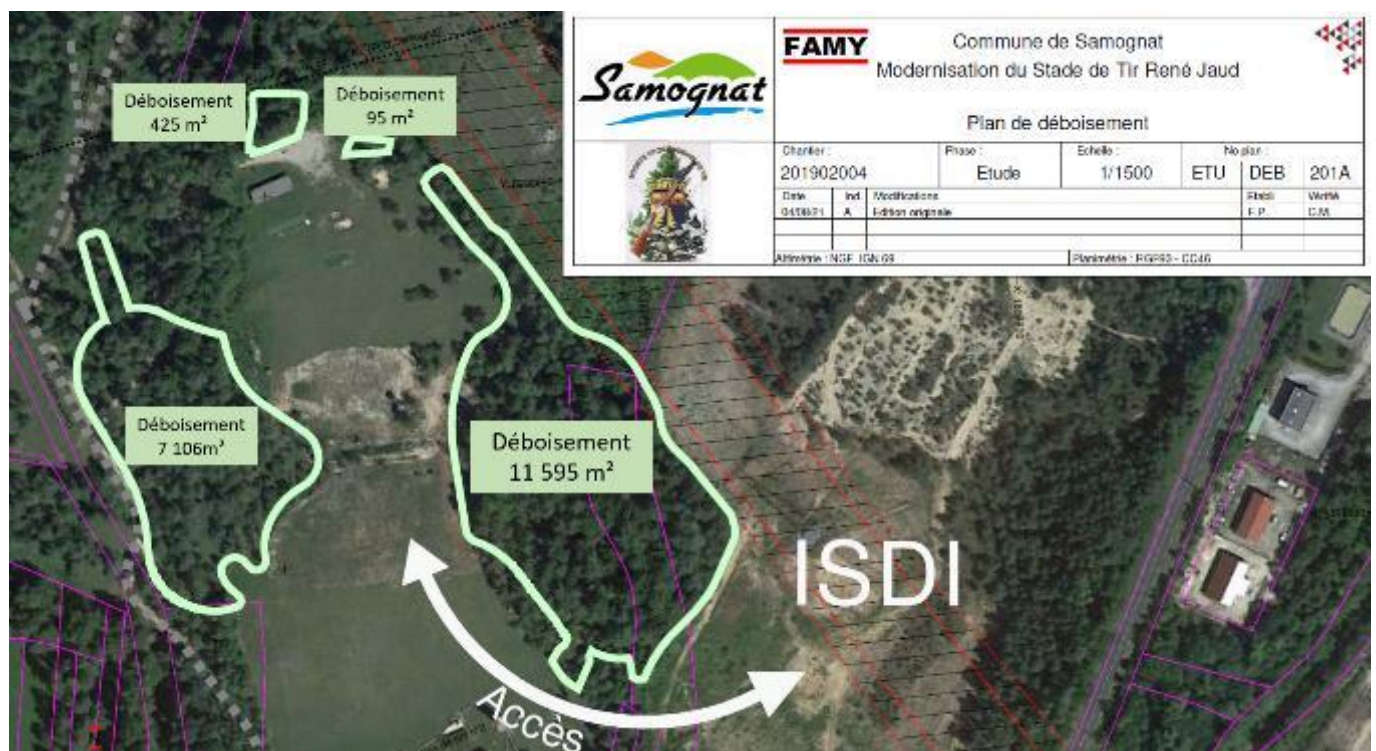 Déboisement
425 m²
Déboisement
95 m²
Déboisement
7 106m²
Déboisement
11 595 m²
ISDI
Accès
Samognat
FAMY
Commune de Samognat
Modernisation du Stade de Tir René Jaud
Plan de déboisement
Chantier :
Phase :
Echelle :
No plan :
201902004
Etude
1/1500
ETU
DEB
201A
Date
Ind
Modifications
Etabli
Vérifié
A
Edition originale
F.P.
C.M.
Altimétrie : NGF IGN 69
Planimétrie : RGF93 - CC46